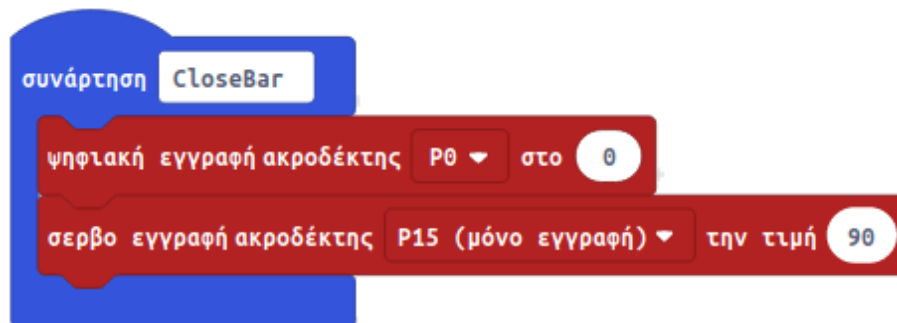 συνάρτηση CloseBar
ψηφιακή εγγραφή ακροδέκτης P0 στο 0
σερβο εγγραφή ακροδέκτης P15 (μόνο εγγραφή) την τιμή 90